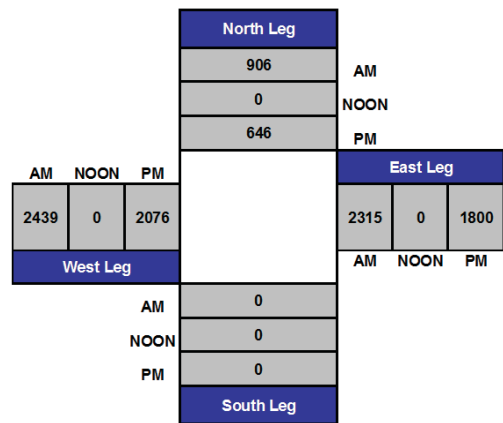 North Leg
906 AM
0 NOON
646 PM
AM NOON PM East Leg
2439 0 2076 2315 0 1800
West Leg AM NOON PM
AM 0
NOON 0
PM 0
South Leg